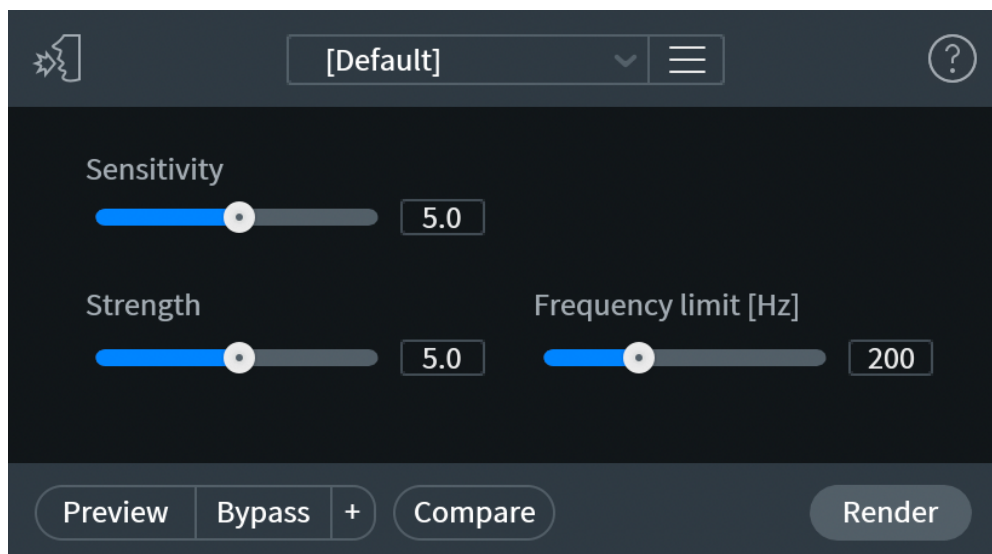 [Default] ?
Sensitivity
5.0
Strength Frequency limit [Hz]
5.0 200
Preview Bypass + Compare Render